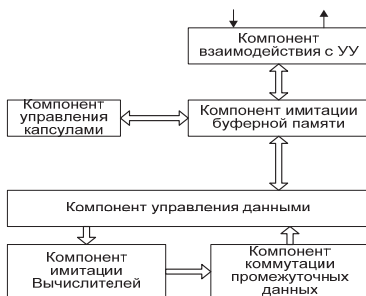 Компонент
взаимодействия с УУ
Компонент
управления
капсулами
Компонент имитации
буферной памяти
Компонент управления данными
Компонент
имитации
Вычислителей
Компонент
коммутации
промежуточных
данных